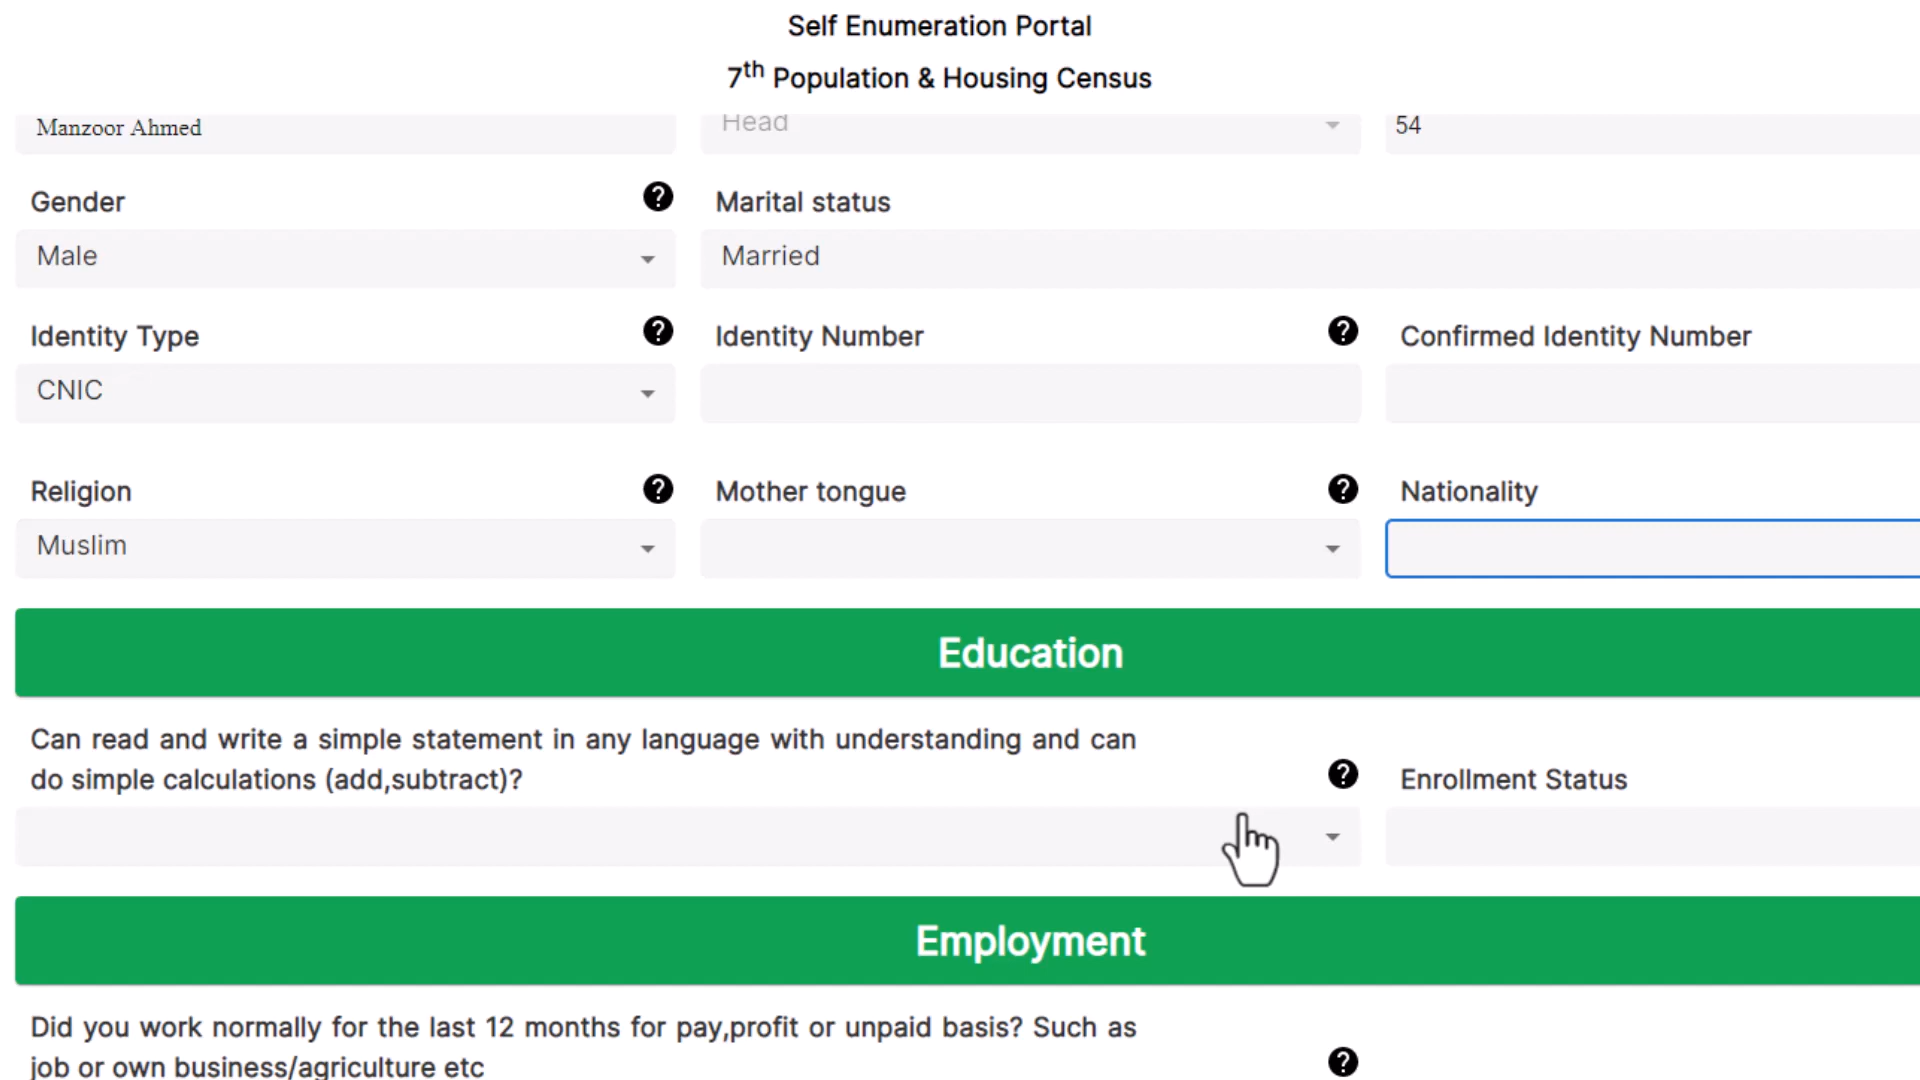 Self Enumeration Portal
7th Population & Housing Census
Manzoor Ahmed Head 54
Gender Marital status
Male Married
Identity Type Identity Number Confirmed Identity Number
CNIC
Religion Mother tongue Nationality
Muslim
Education
Can read and write a simple statement in any language with understanding and can
do simple calculations (add,subtract)? Enrollment Status
Employment
Did you work normally for the last 12 months for pay,profit or unpaid basis? Such as
job or own business/agriculture etc